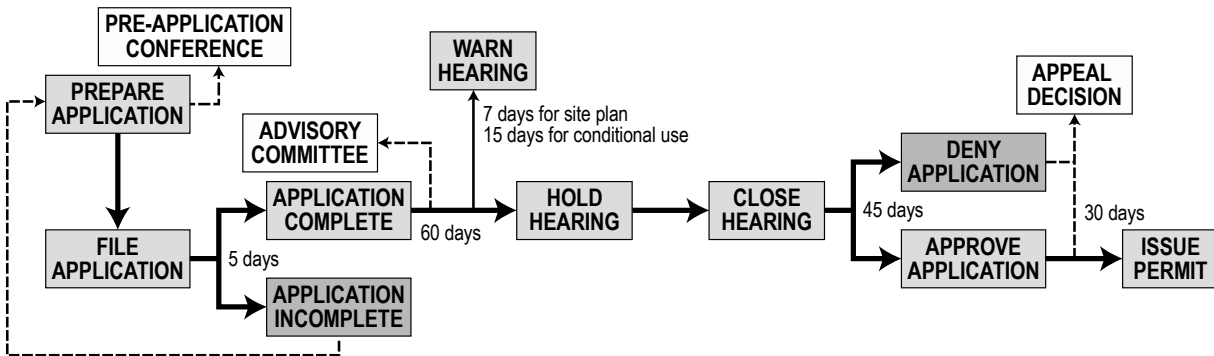 PRE-APPLICATION
CONFERENCE
PREPARE
APPLICATION
FILE
APPLICATION
5 days
APPLICATION
COMPLETE
APPLICATION
INCOMPLETE
ADVISORY
COMMITTEE
60 days
WARN
HEARING
7 days for site plan
15 days for conditional use
HOLD
HEARING
CLOSE
HEARING
45 days
DENY
APPLICATION
APPROVE
APPLICATION
APPEAL
DECISION
30 days
ISSUE
PERMIT